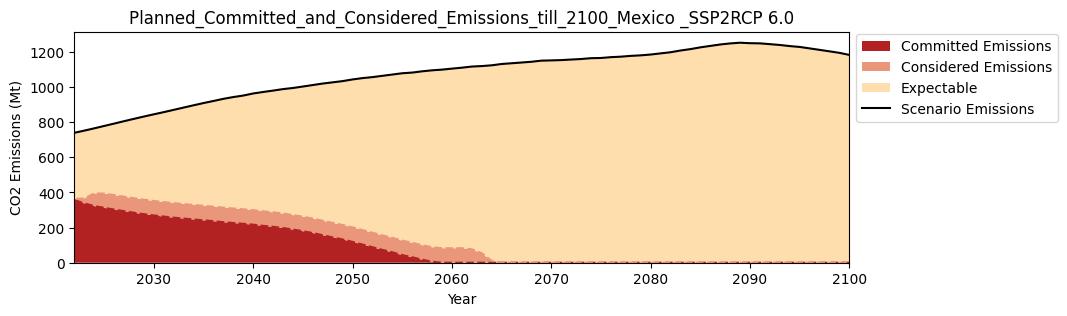 Planned_Committed_and_Considered_Emissions_till_2100_Mexico _SSP2RCP 6.0
CO2 Emissions (Mt)
1200
1000
800
600
400
200
0
2030 2040 2050 2060 2070 2080 2090 2100
Year
Committed Emissions
Considered Emissions
Expectable
Scenario Emissions